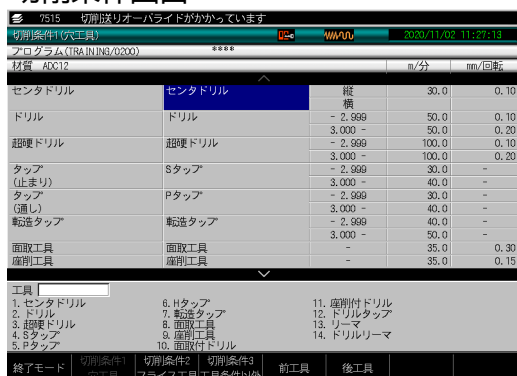 7515 切削送りオーバライドがかかっています
切削条件1(穴工具) 2020/11/02 11:27:13
プログラム(TRAINING/0200) ****
材質 ADC12 m/分 mm/回転
センタドリル センタドリル 縦 30.0 0.10
横
ドリル ドリル - 2.999 50.0 0.10
3.000 - 50.0 0.20
超硬ドリル 超硬ドリル - 2.999 100.0 0.10
3.000 - 100.0 0.20
タップ Sタップ - 2.999 30.0 -
(止まり) 3.000 - 40.0 -
タップ Pタップ - 2.999 30.0 -
(通し) 3.000 - 40.0 -
転造タップ 転造タップ - 2.999 40.0 -
3.000 - 50.0 -
面取工具 面取工具 - 35.0 0.30
座削工具 座削工具 - 35.0 0.15
工具
1. センタドリル 6. Hタップ 11. 座削付ドリル
2. ドリル 7. 転造タップ 12. ドリルタップ
3. 超硬ドリル 8. 面取工具 13. リーマ
4. Sタップ 9. 座削工具 14. ドリルリーマ
5. Pタップ 10. 面取付ドリル
切削条件1 切削条件2 切削条件3
終了モード 穴工具 フライス工具 工具条件以外 前工具 後工具